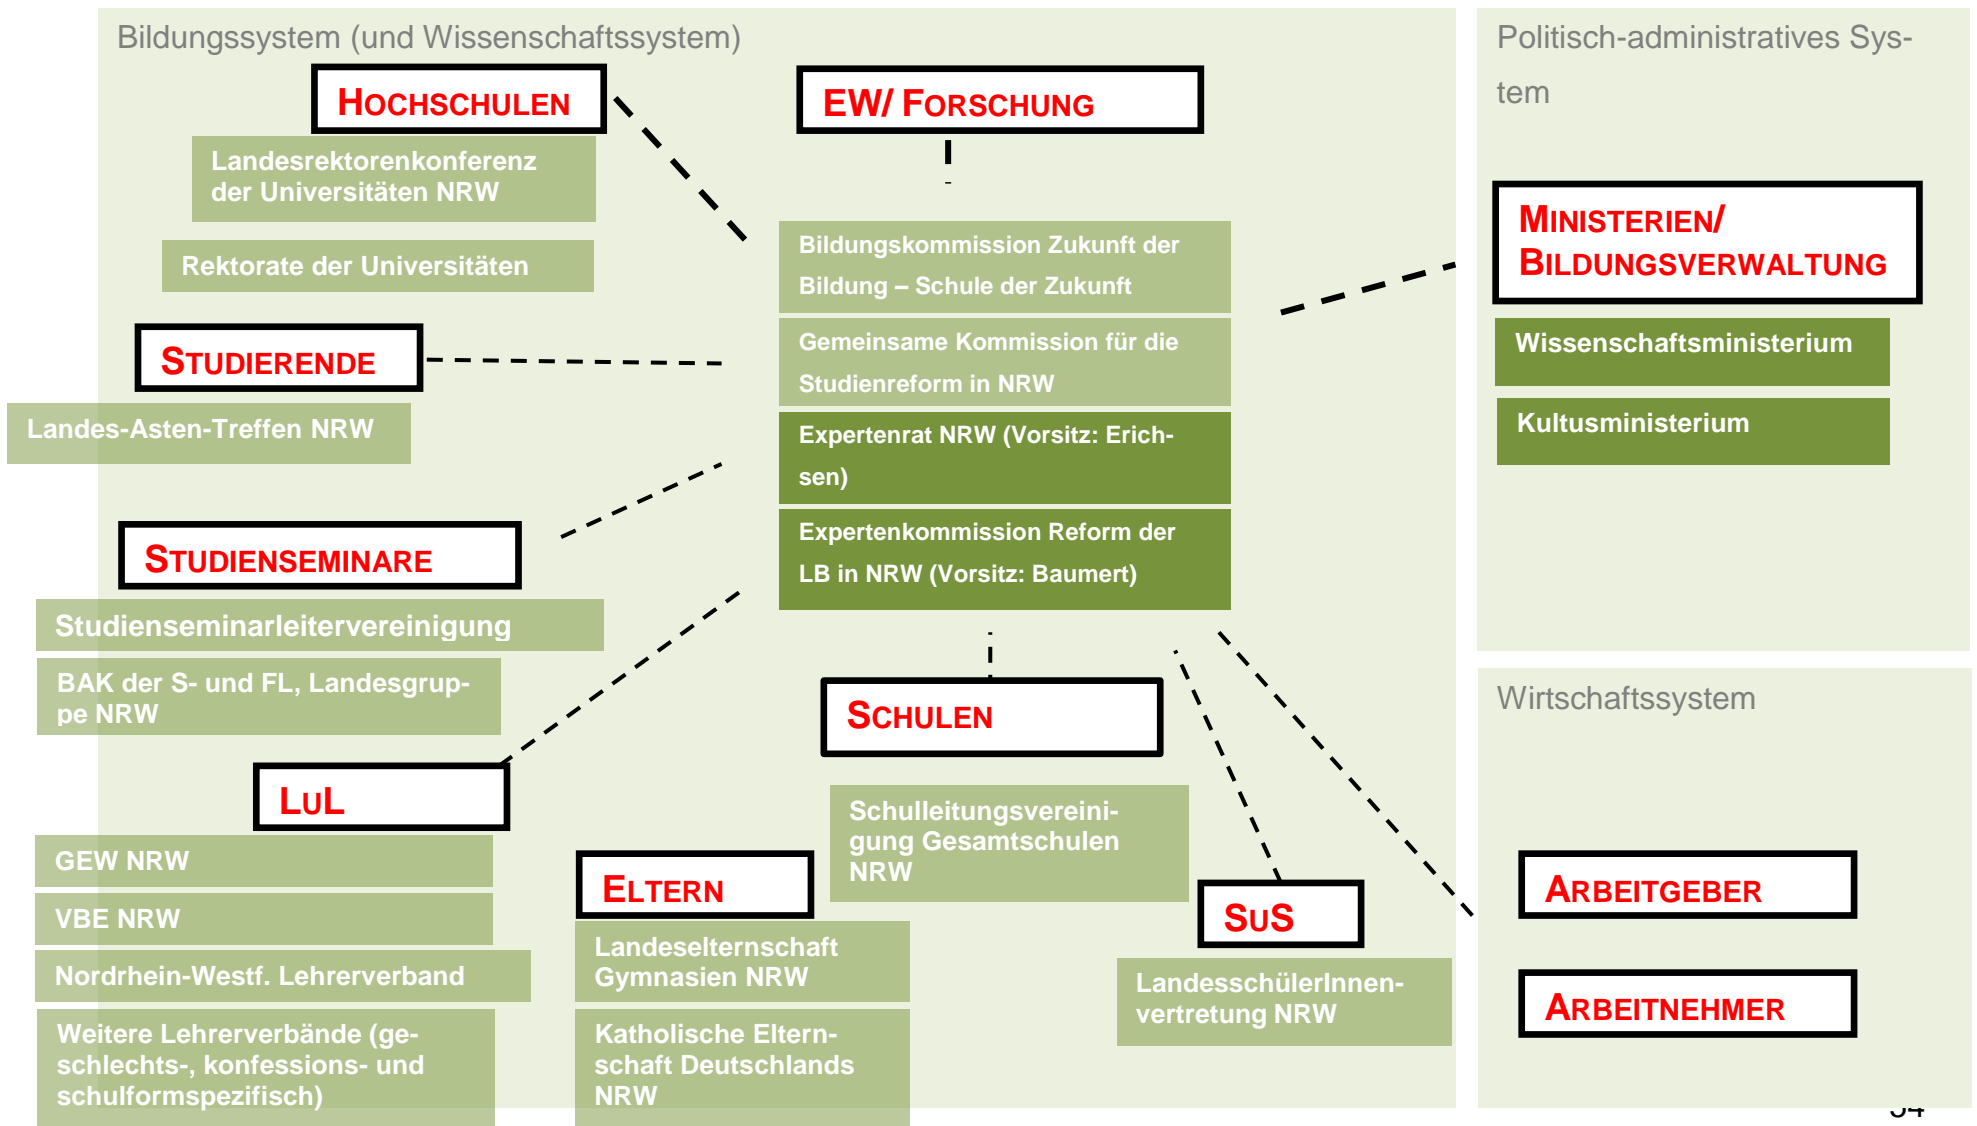 Bildungssystem (und Wissenschaftssystem)
HOCHSCHULEN
Landesrektorenkonferenz
der Universitäten NRW
Rektorate der Universitäten
STUDIERENDE
Landes-Asten-Treffen NRW
STUDIENSEMINARE
Studienseminarleitervereinigung
BAK der S- und FL, Landesgrup-
pe NRW
LUL
GEW NRW
VBE NRW
Nordrhein-Westf. Lehrerverband
Weitere Lehrerverbände (ge-
schlechts-, konfessions- und
schulformspezifisch)
EW/ FORSCHUNG
Bildungskommission Zukunft der
Bildung – Schule der Zukunft
Gemeinsame Kommission für die
Studienreform in NRW
Expertenrat NRW (Vorsitz: Erich-
sen)
Expertenkommission Reform der
LB in NRW (Vorsitz: Baumert)
SCHULEN
Schulleitungsvereini-
gung Gesamtschulen
NRW
ELTERN
Landeselternschaft
Gymnasien NRW
Katholische Eltern-
schaft Deutschlands
NRW
SUS
LandesschülerInnen-
vertretung NRW
Politisch-administratives Sys-
tem
MINISTERIEN/
BILDUNGSVERWALTUNG
Wissenschaftsministerium
Kultusministerium
Wirtschaftssystem
ARBEITGEBER
ARBEITNEHMER